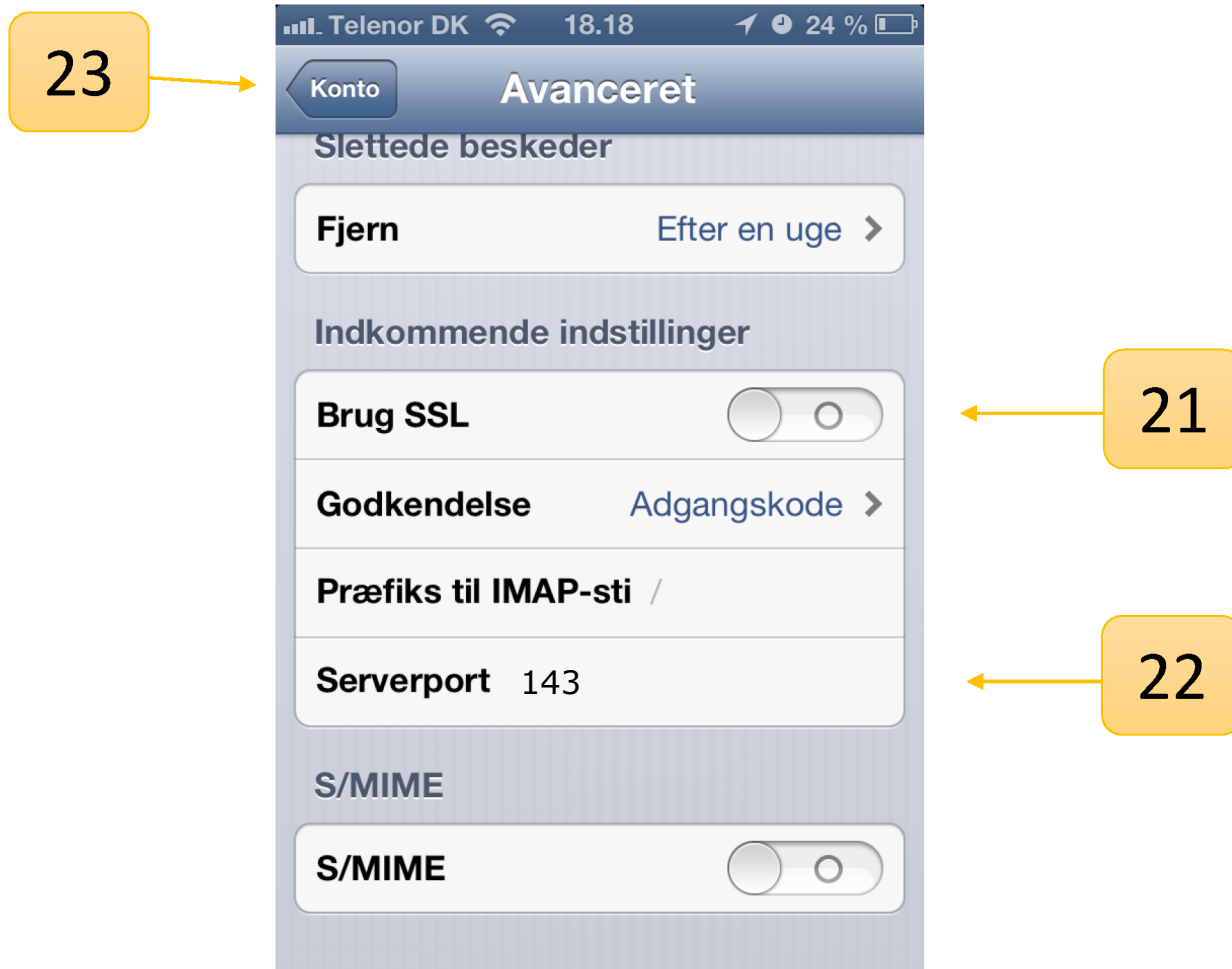 Telenor DK 18.18 24 %
23
Konto Avanceret
Slettede beskeder
Fjern Efter en uge
Indkommende indstillinger
Brug SSL
21
Godkendelse Adgangskode
Præfiks til IMAP-sti /
Serverport 143
22
S/MIME
S/MIME